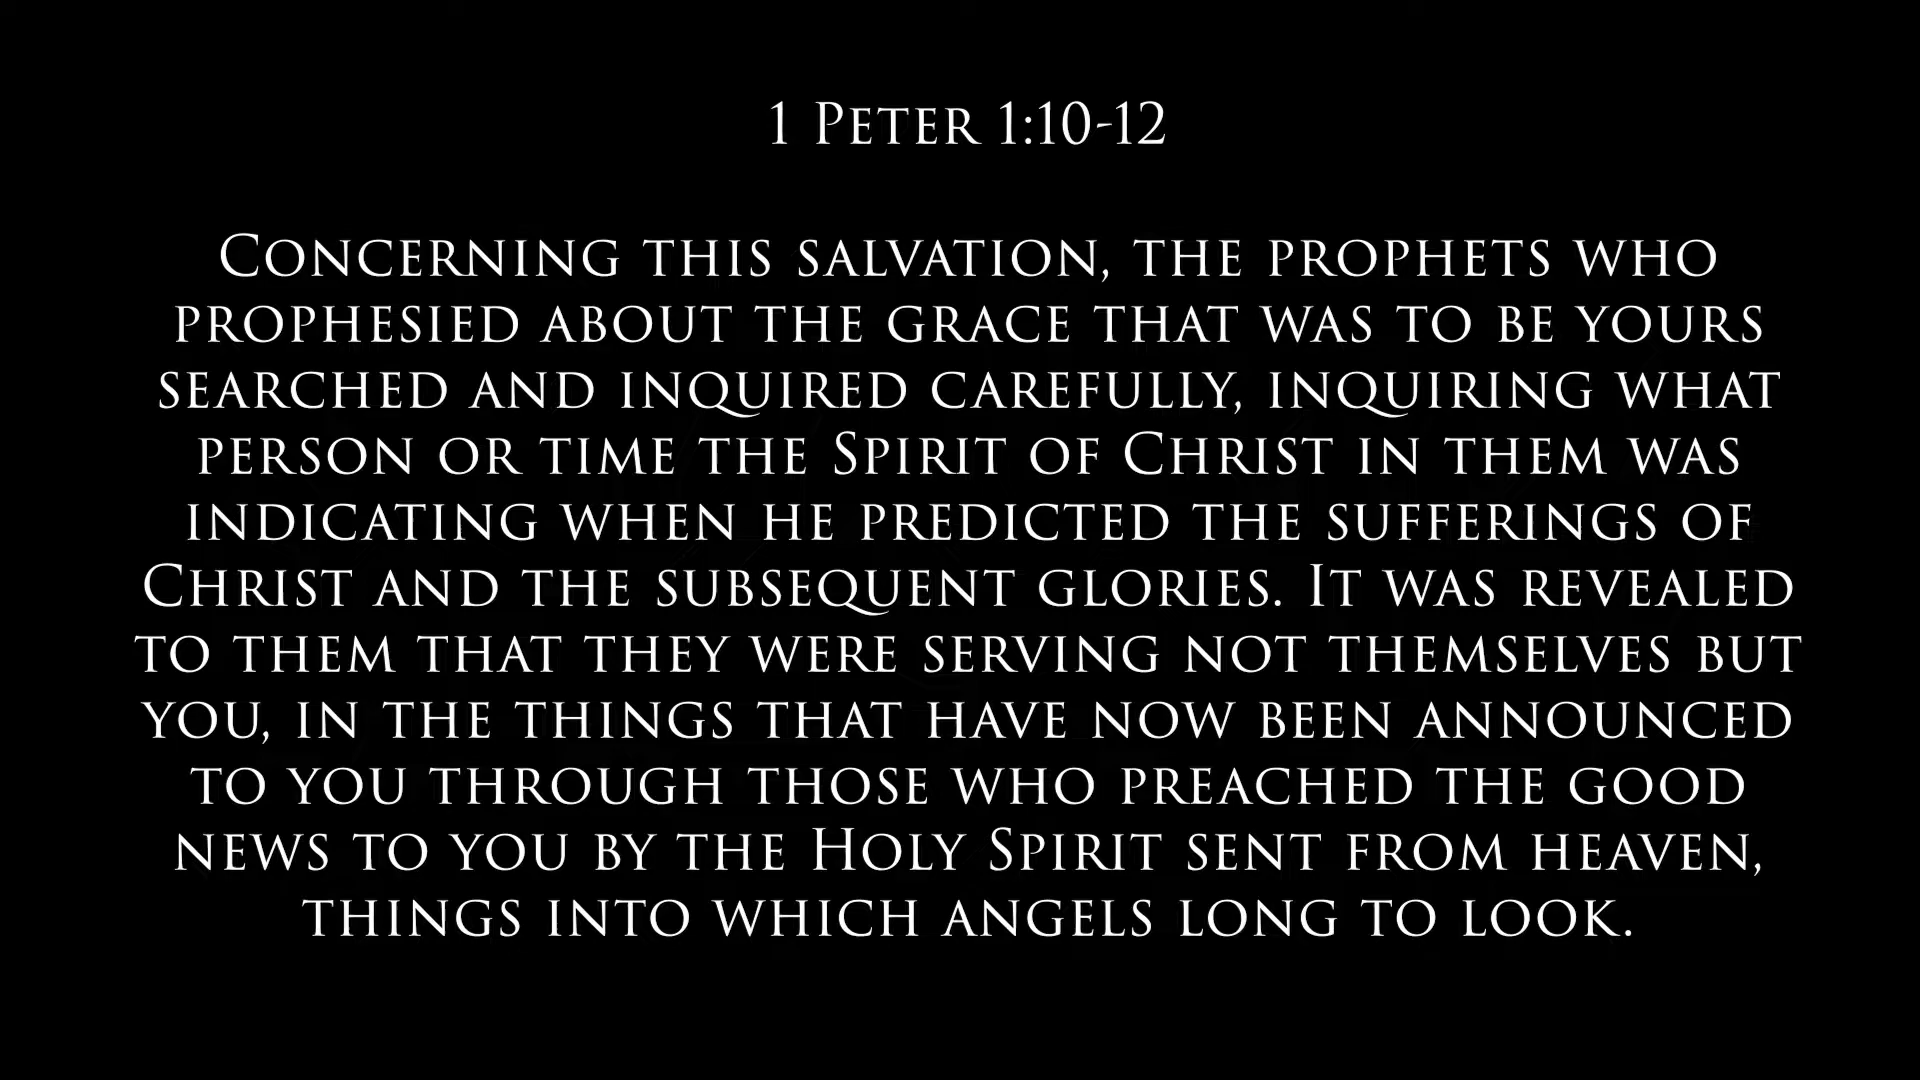 1 Peter 1:10-12
Concerning this salvation, the prophets who
prophesied about the grace that was to be yours
searched and inquired carefully, inquiring what
person or time the Spirit of Christ in them was
indicating when he predicted the sufferings of
Christ and the subsequent glories. It was revealed
to them that they were serving not themselves but
you, in the things that have now been announced
to you through those who preached the good
news to you by the Holy Spirit sent from heaven,
things into which angels long to look.